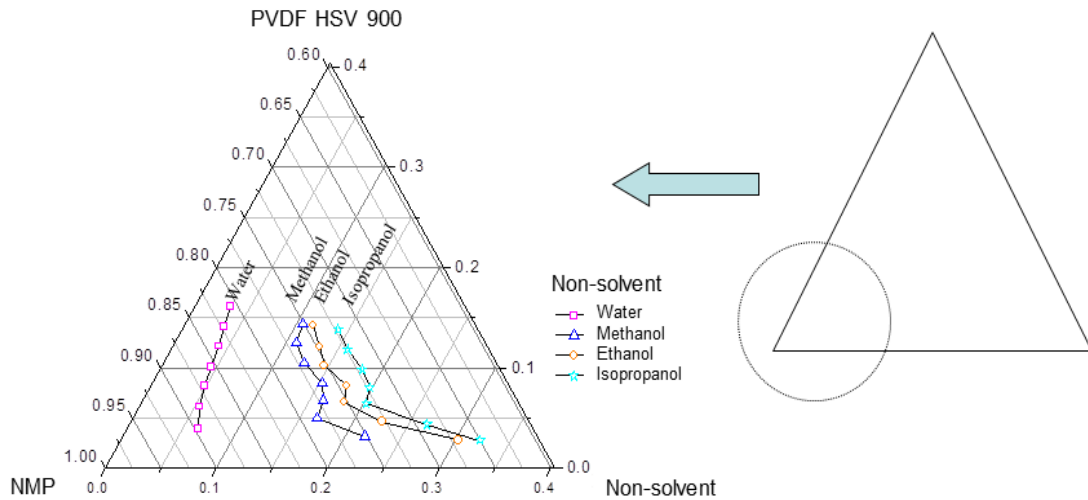 PVDF HSV 900
0.60
0.4
0.65
0.70
0.3
0.75
0.80
0.2
0.85
0.90
0.1
0.95
1.00
0.0
Water
Methanol
Ethanol
Isopropanol
NMP
0.0
0.1
0.2
0.3
0.4
Non-solvent
Non-solvent
Water
Methanol
Ethanol
Isopropanol